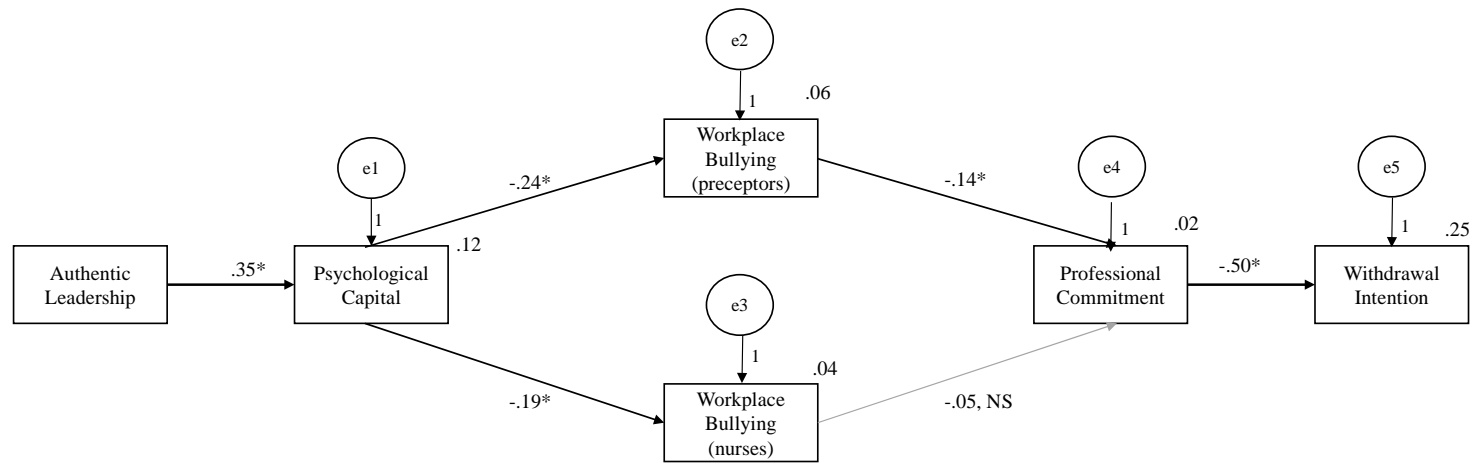 e2
1
.06
Workplace
Bullying
(preceptors)
e1
1
-.24*
-.14*
e4
1
.02
e5
1
.25
Authentic
Leadership
.35*
Psychological
Capital
.12
Professional
Commitment
-.50*
Withdrawal
Intention
e3
1
.04
-.19*
Workplace
Bullying
(nurses)
-.05, NS